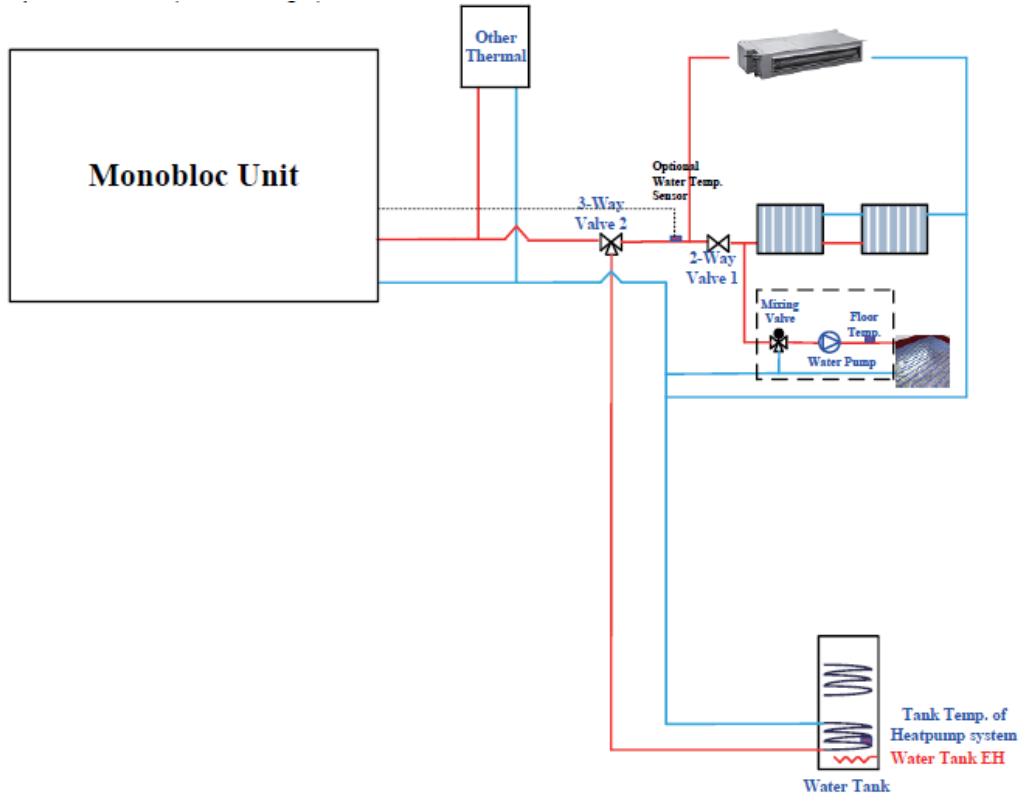 Other
Thermal
Monobloc Unit
Optional
Water Temp.
Sensor
3-Way
Valve 2
2-Way
Valve 1
Mixing
Valve
Floor
Temp.
Water Pump
Tank Temp. of
Heatpump system
Water Tank EH
Water Tank